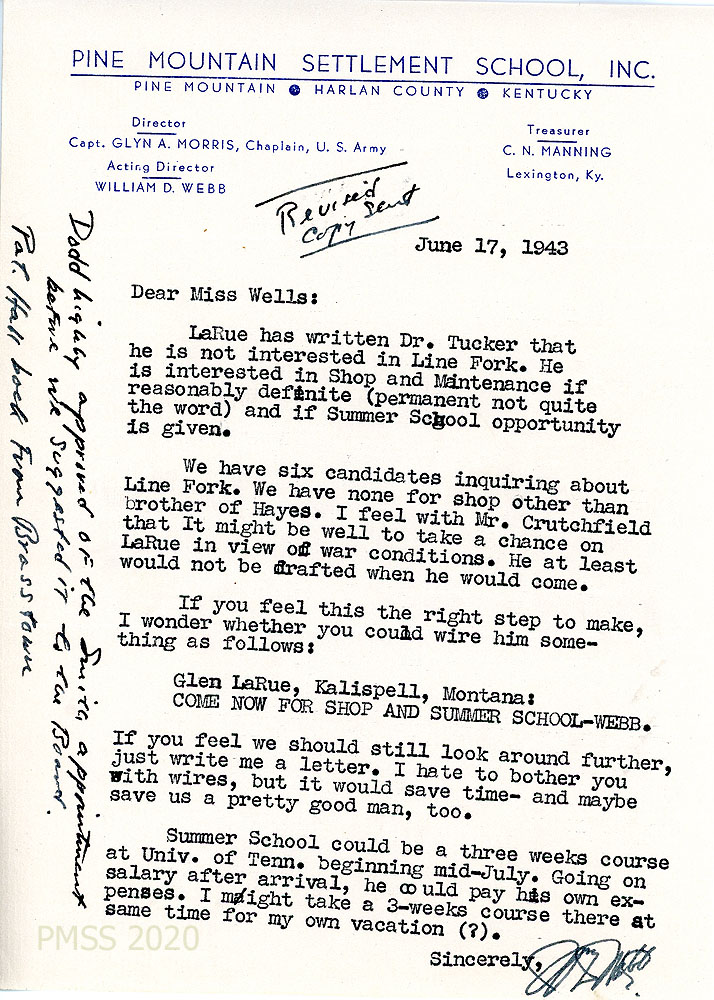 PINE MOUNTAIN SETTLEMENT SCHOOL, INC.
PINE MOUNTAIN ● HARLAN COUNTY ● KENTUCKY
Director
Capt. GLYN A. MORRIS, Chaplain, U. S. Army
Acting Director
WILLIAM D. WEBB
Treasurer
C. N. MANNING
Lexington, Ky.
Revised
Copy Sent
June 17, 1943
Dear Miss Wells:
LaRue has written Dr. Tucker that
he is not interested in Line Fork. He
is interested in Shop and Maintenance if
reasonably definite (permanent not quite
the word) and if Summer School opportunity
is given.
We have six candidates inquiring about
Line Fork. We have none for shop other than
brother of Hayes. I feel with Mr. Crutchfield
that It might be well to take a chance on
LaRue in view of war conditions. He at least
would not be drafted when he would come.
If you feel this the right step to make,
I wonder whether you could wire him some-
thing as follows:
Glen LaRue, Kalispell, Montana:
COME NOW FOR SHOP AND SUMMER SCHOOL-WEBB.
If you feel we should still look around further,
just write me a letter. I hate to bother you
with wires, but it would save time- and maybe
save us a pretty good man, too.
Summer School could be a three weeks course
at Univ. of Tenn. beginning mid-July. Going on
salary after arrival, he could pay his own ex-
penses. I might take a 3-weeks course there at
same time for my own vacation (?).
Sincerely,
Dodd highly approved of the Smith appointment
before we suggested it to the Board.
Pat. Hall back from Brasstown
PMSS 2020